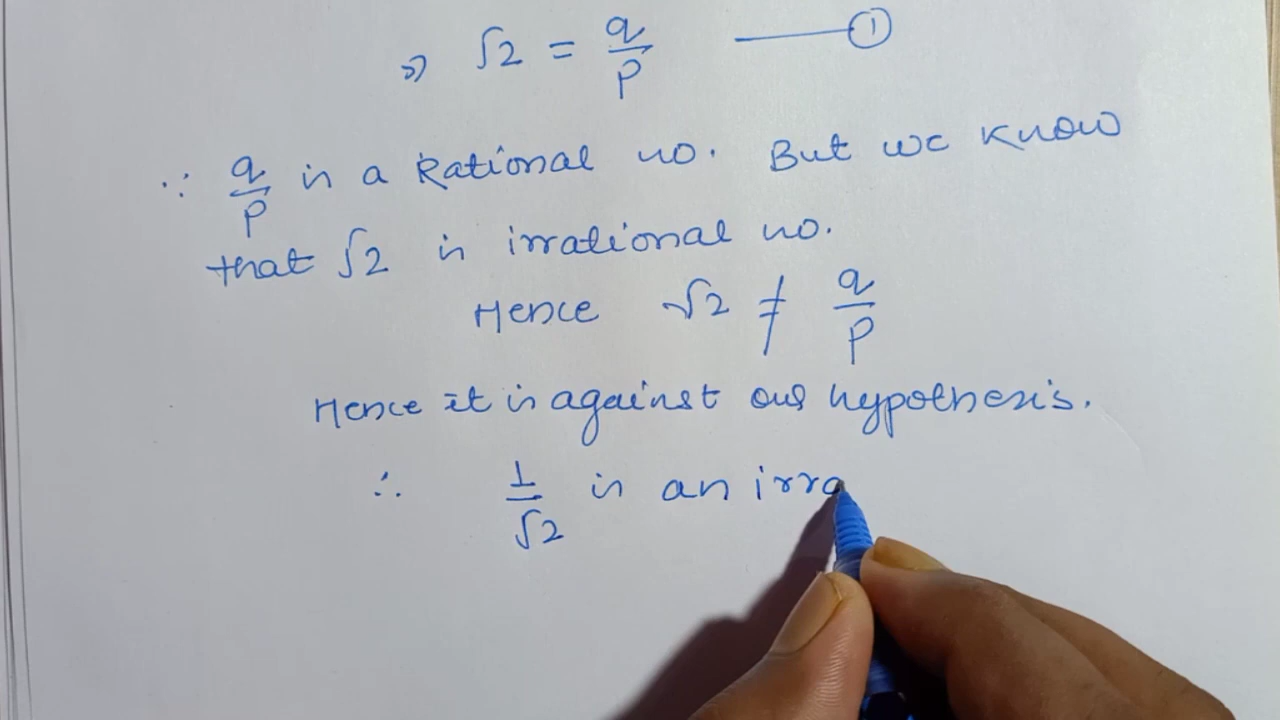 ⇒ √2 = q/p —— ①
∵ q/p is a Rational no. But we know
that √2 is irrational no.
Hence √2 ≠ q/p
Hence it is against our hypothesis.
∴ 1/√2 is an irra